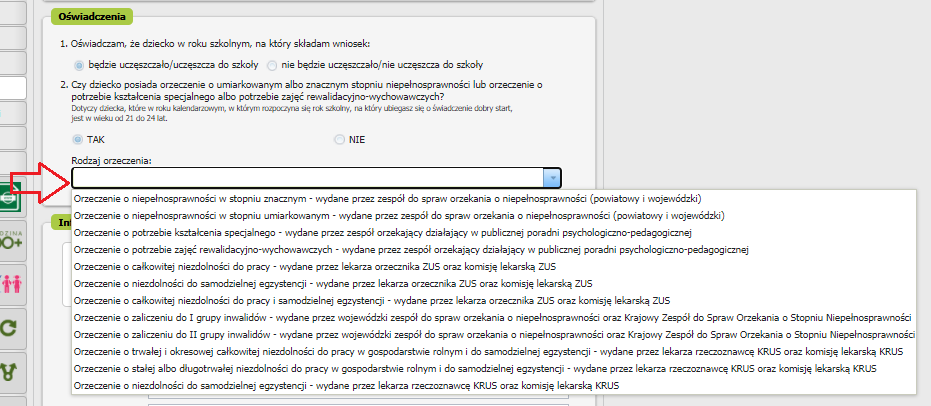 Oświadczenia
1. Oświadczam, że dziecko w roku szkolnym, na który składam wniosek:
będzie uczęszczało/uczęszcza do szkoły
nie będzie uczęszczało/nie uczęszcza do szkoły
2. Czy dziecko posiada orzeczenie o umiarkowanym albo znacznym stopniu niepełnosprawności lub orzeczenie o
potrzebie kształcenia specjalnego albo potrzebie zajęć rewalidacyjno-wychowawczych?
Dotyczy dziecka, które w roku kalendarzowym, w którym rozpoczyna się rok szkolny, na który ubiegasz się o świadczenie dobry start,
jest w wieku od 21 do 24 lat.
TAK
NIE
Rodzaj orzeczenia:
Orzeczenie o niepełnosprawności w stopniu znacznym - wydane przez zespół do spraw orzekania o niepełnosprawności (powiatowy i wojewódzki)
Orzeczenie o niepełnosprawności w stopniu umiarkowanym - wydane przez zespół do spraw orzekania o niepełnosprawności (powiatowy i wojewódzki)
Orzeczenie o potrzebie kształcenia specjalnego - wydane przez zespół orzekający działający w publicznej poradni psychologiczno-pedagogicznej
Orzeczenie o potrzebie zajęć rewalidacyjno-wychowawczych - wydane przez zespół orzekający działający w publicznej poradni psychologiczno-pedagogicznej
Orzeczenie o całkowitej niezdolności do pracy - wydane przez lekarza orzecznika ZUS oraz komisję lekarską ZUS
Orzeczenie o niezdolności do samodzielnej egzystencji - wydane przez lekarza orzecznika ZUS oraz komisję lekarską ZUS
Orzeczenie o całkowitej niezdolności do pracy i samodzielnej egzystencji - wydane przez lekarza orzecznika ZUS oraz komisję lekarską ZUS
Orzeczenie o zaliczeniu do I grupy inwalidów - wydane przez wojewódzki zespół do spraw orzekania o niepełnosprawności oraz Krajowy Zespół do Spraw Orzekania o Stopniu Niepełnosprawności
Orzeczenie o zaliczeniu do II grupy inwalidów - wydane przez wojewódzki zespół do spraw orzekania o niepełnosprawności oraz Krajowy Zespół do Spraw Orzekania o Stopniu Niepełnosprawności
Orzeczenie o trwałej i okresowej całkowitej niezdolności do pracy w gospodarstwie rolnym i do samodzielnej egzystencji - wydane przez lekarza rzeczoznawcę KRUS oraz komisję lekarską KRUS
Orzeczenie o stałej albo długotrwałej niezdolności do pracy w gospodarstwie rolnym i do samodzielnej egzystencji - wydane przez lekarza rzeczoznawcę KRUS oraz komisję lekarską KRUS
Orzeczenie o niezdolności do samodzielnej egzystencji - wydane przez lekarza rzeczoznawcę KRUS oraz komisję lekarską KRUS